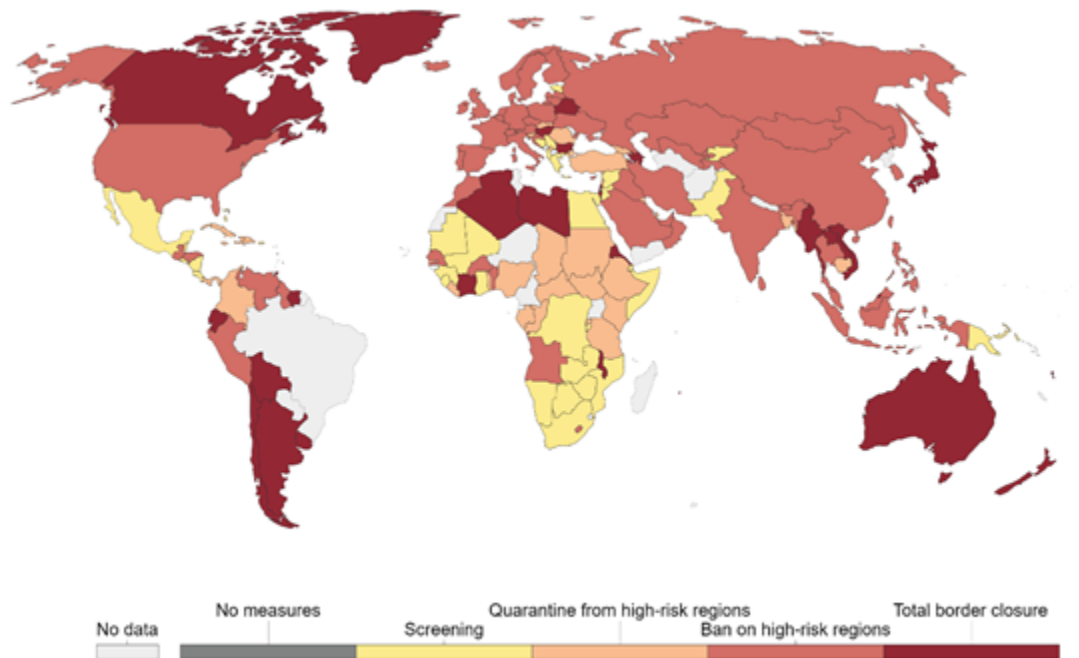 No measures
Quarantine from high-risk regions
Total border closure
No data
Screening
Ban on high-risk regions